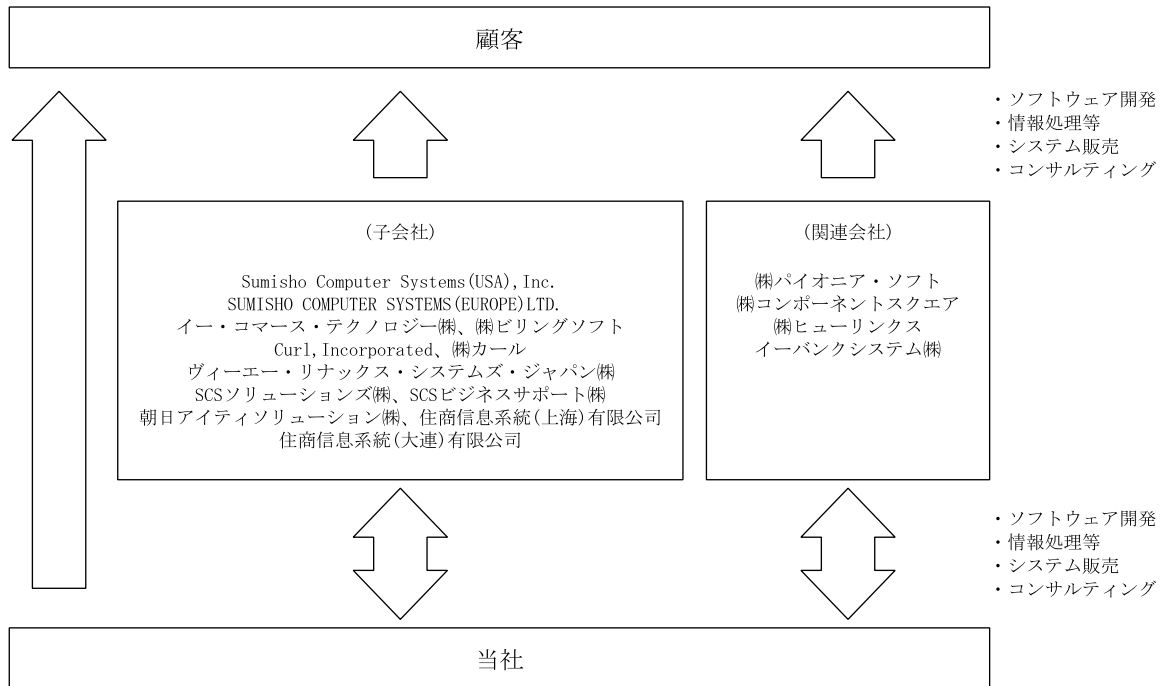 顧客
・ソフトウェア開発
・情報処理等
・システム販売
・コンサルティング
(子会社)
Sumisho Computer Systems(USA),Inc.
SUMISHO COMPUTER SYSTEMS(EUROPE)LTD.
イー・コマース・テクノロジー㈱、㈱ビリングソフト
Curl,Incorporated、㈱カール
ヴィーエー・リナックス・システムズ・ジャパン㈱
SCSソリューションズ㈱、SCSビジネスサポート㈱
朝日アイティソリューション㈱、住商信息系統(上海)有限公司
住商信息系統(大連)有限公司
(関連会社)
㈱パイオニア・ソフト
㈱コンポーネントスクエア
㈱ヒューリンクス
イーバンクシステム㈱
・ソフトウェア開発
・情報処理等
・システム販売
・コンサルティング
当社